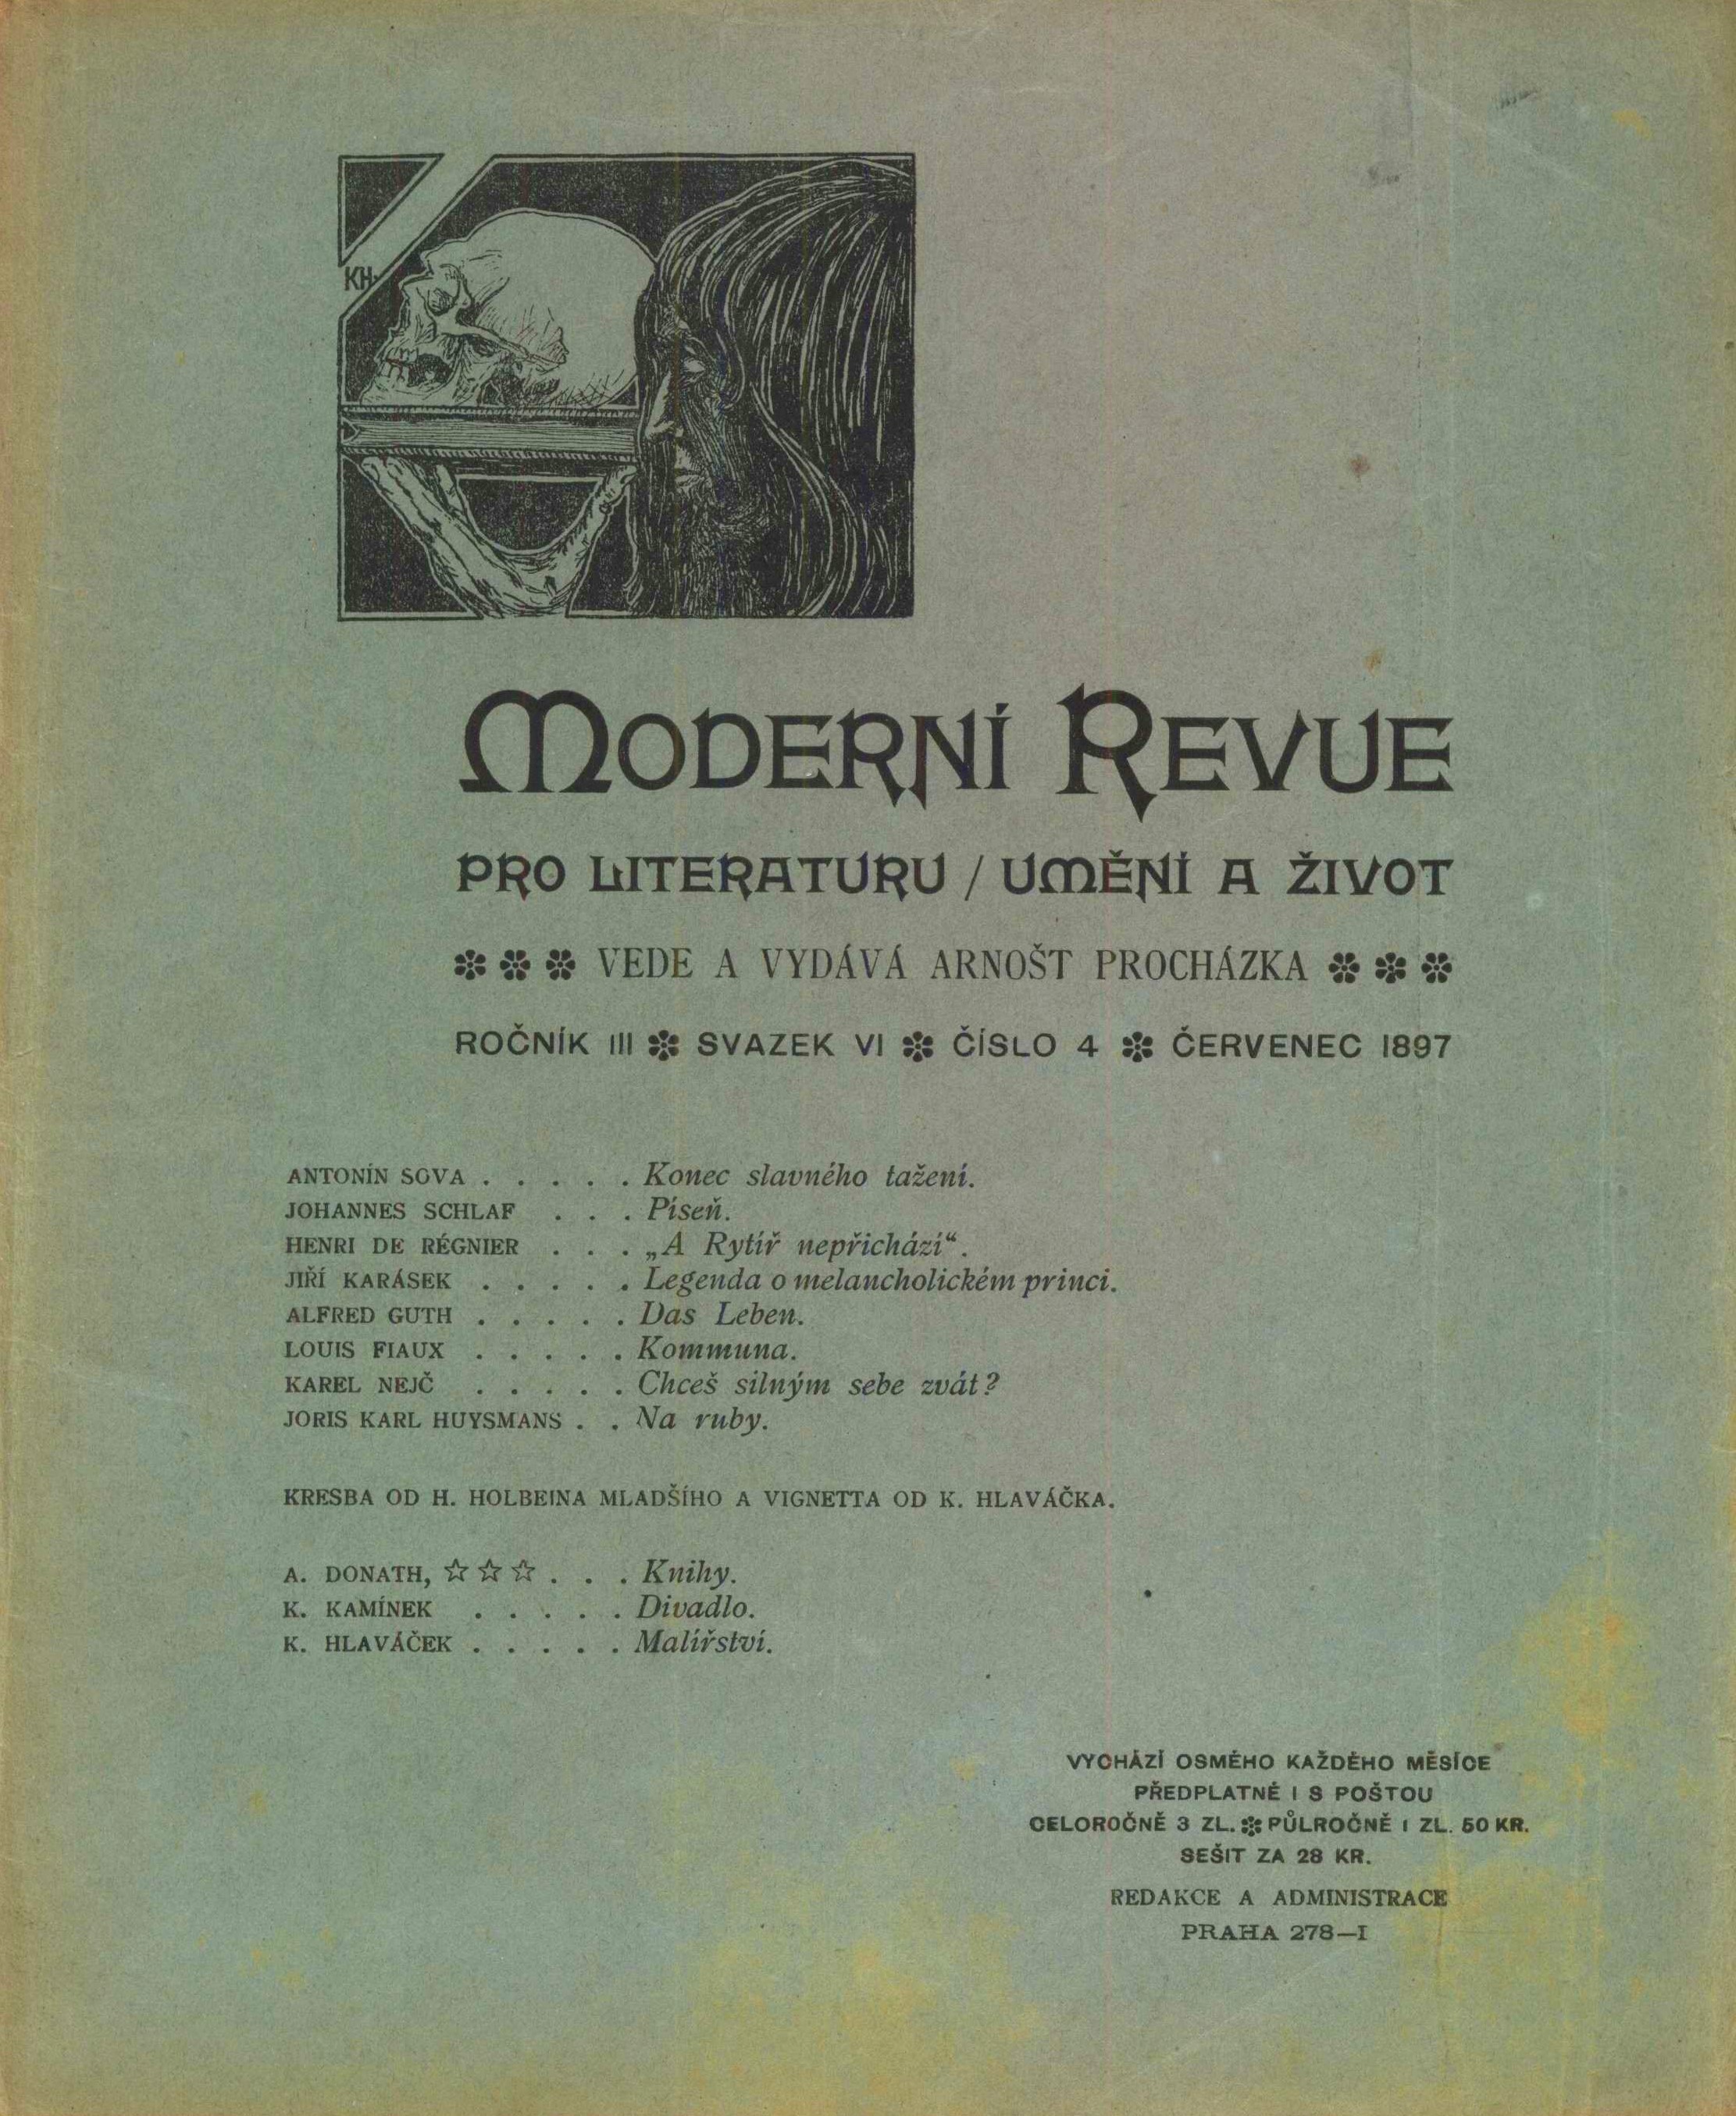 KH
MODERNÍ REVUE
PRO LITERATURU / UMĚNÍ A ŽIVOT
VEDE A VYDÁVÁ ARNOŠT PROCHÁZKA
ROČNÍK III ✽ SVAZEK VI ✽ ČÍSLO 4 ✽ ČERVENEC 1897
ANTONÍN SOVA . . . . . Konec slavného tažení.
JOHANNES SCHLAF . . . Píseň.
HENRI DE RÉGNIER . . . „A Rytíř nepřichází“.
JIŘÍ KARÁSEK . . . . . Legenda o melancholickém princi.
ALFRED GUTH . . . . . Das Leben.
LOUIS FIAUX . . . . . Kommuna.
KAREL NEJČ . . . . . Chceš silným sebe zvát?
JORIS KARL HUYSMANS . . Na ruby.
KRESBA OD H. HOLBEINA MLADŠÍHO A VIGNETTA OD K. HLAVÁČKA.
A. DONATH, ☆☆☆ . . . Knihy.
K. KAMÍNEK . . . . . Divadlo.
K. HLAVÁČEK . . . . . Malířství.
VYCHÁZÍ OSMÉHO KAŽDÉHO MĚSÍCE
PŘEDPLATNÉ I S POŠTOU
CELOROČNĚ 3 ZL. ✽ PŮLROČNĚ 1 ZL. 50 KR.
SEŠIT ZA 28 KR.
REDAKCE A ADMINISTRACE
PRAHA 278—I